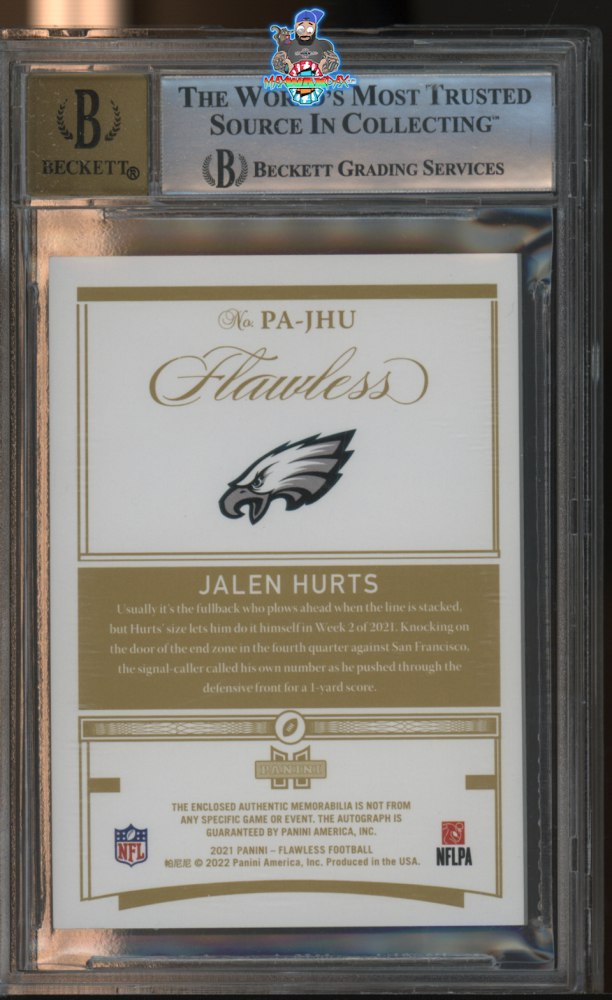 THE WORLD'S MOST TRUSTED
SOURCE IN COLLECTING™
B
BECKETT®
B BECKETT GRADING SERVICES
No. PA-JHU
Flawless
JALEN HURTS
Usually it's the fullback who plows ahead when the line is stacked,
but Hurts' size lets him do it himself in Week 2 of 2021. Knocking on
the door of the end zone in the fourth quarter against San Francisco,
the signal-caller called his own number as he pushed through the
defensive front for a 1-yard score.
PANINI
THE ENCLOSED AUTHENTIC MEMORABILIA IS NOT FROM
ANY SPECIFIC GAME OR EVENT. THE AUTOGRAPH IS
GUARANTEED BY PANINI AMERICA, INC.
NFL
NFLPA
2021 PANINI – FLAWLESS FOOTBALL
帕尼尼 © 2022 Panini America, Inc. Produced in the USA.